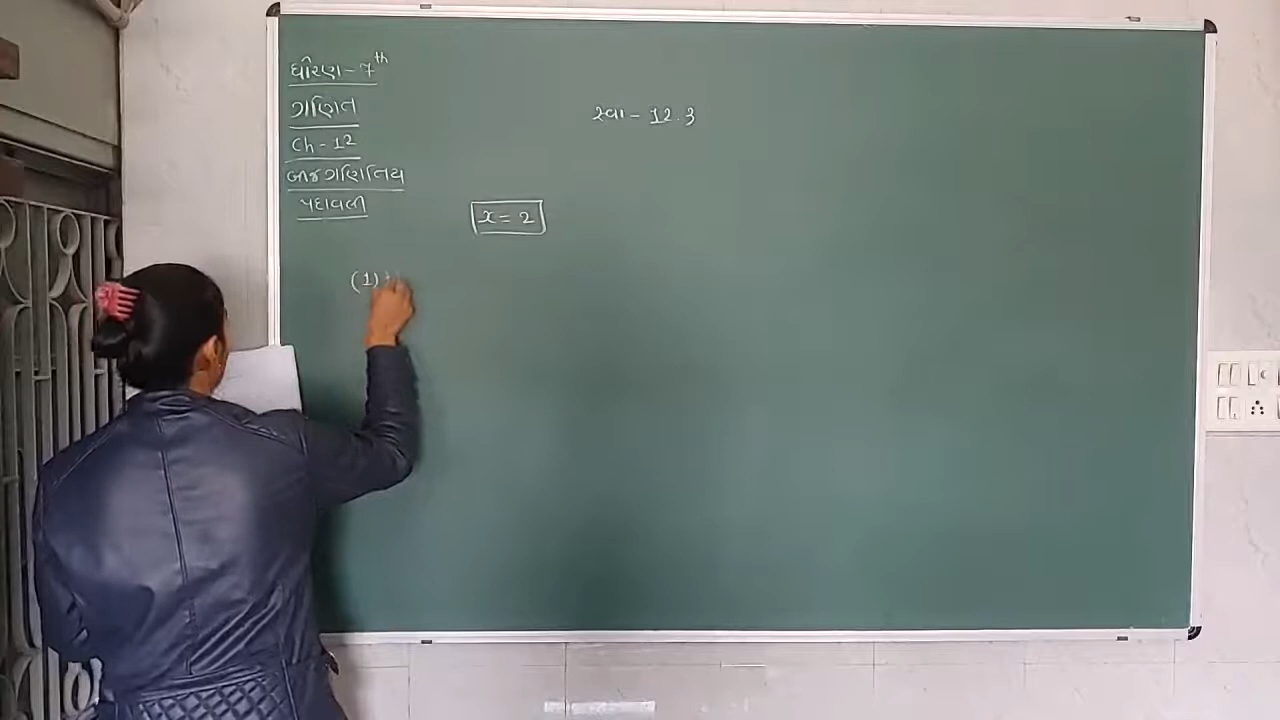 ધોરણ - 7th
ગણિત
Ch - 12
બીજગણિતિય
પદાવલી
સ્વા - 12.3
x = 2
(1)